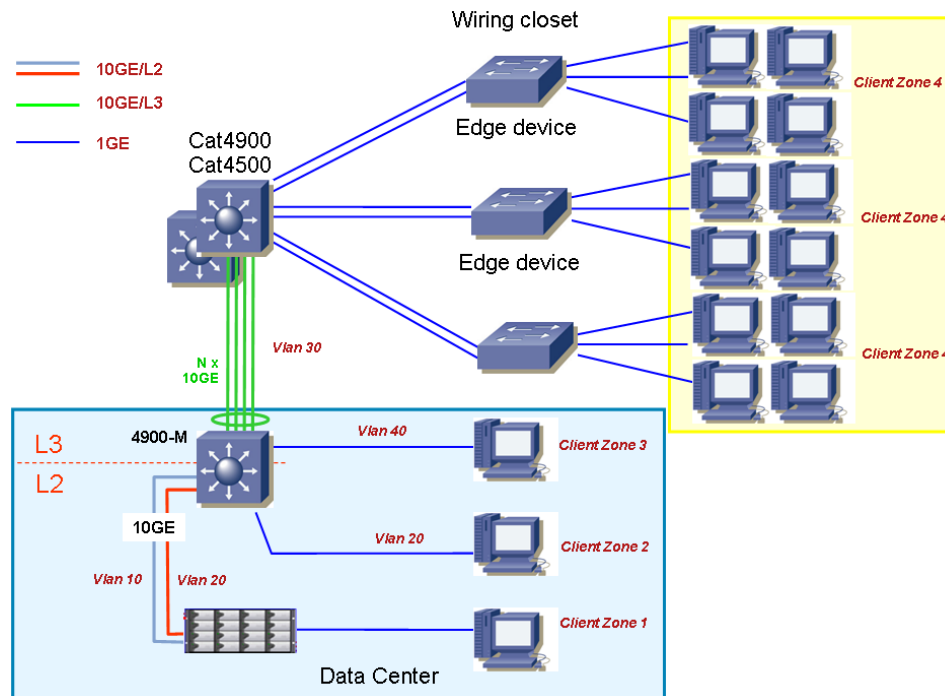 Wiring closet
10GE/L2
10GE/L3
1GE
Cat4900
Cat4500
Edge device
Edge device
Client Zone 4
Client Zone 4
Client Zone 4
Vlan 30
N x
10GE
4900-M
L3
L2
Vlan 40
Client Zone 3
10GE
Vlan 20
Client Zone 2
Vlan 10
Vlan 20
Client Zone 1
Data Center